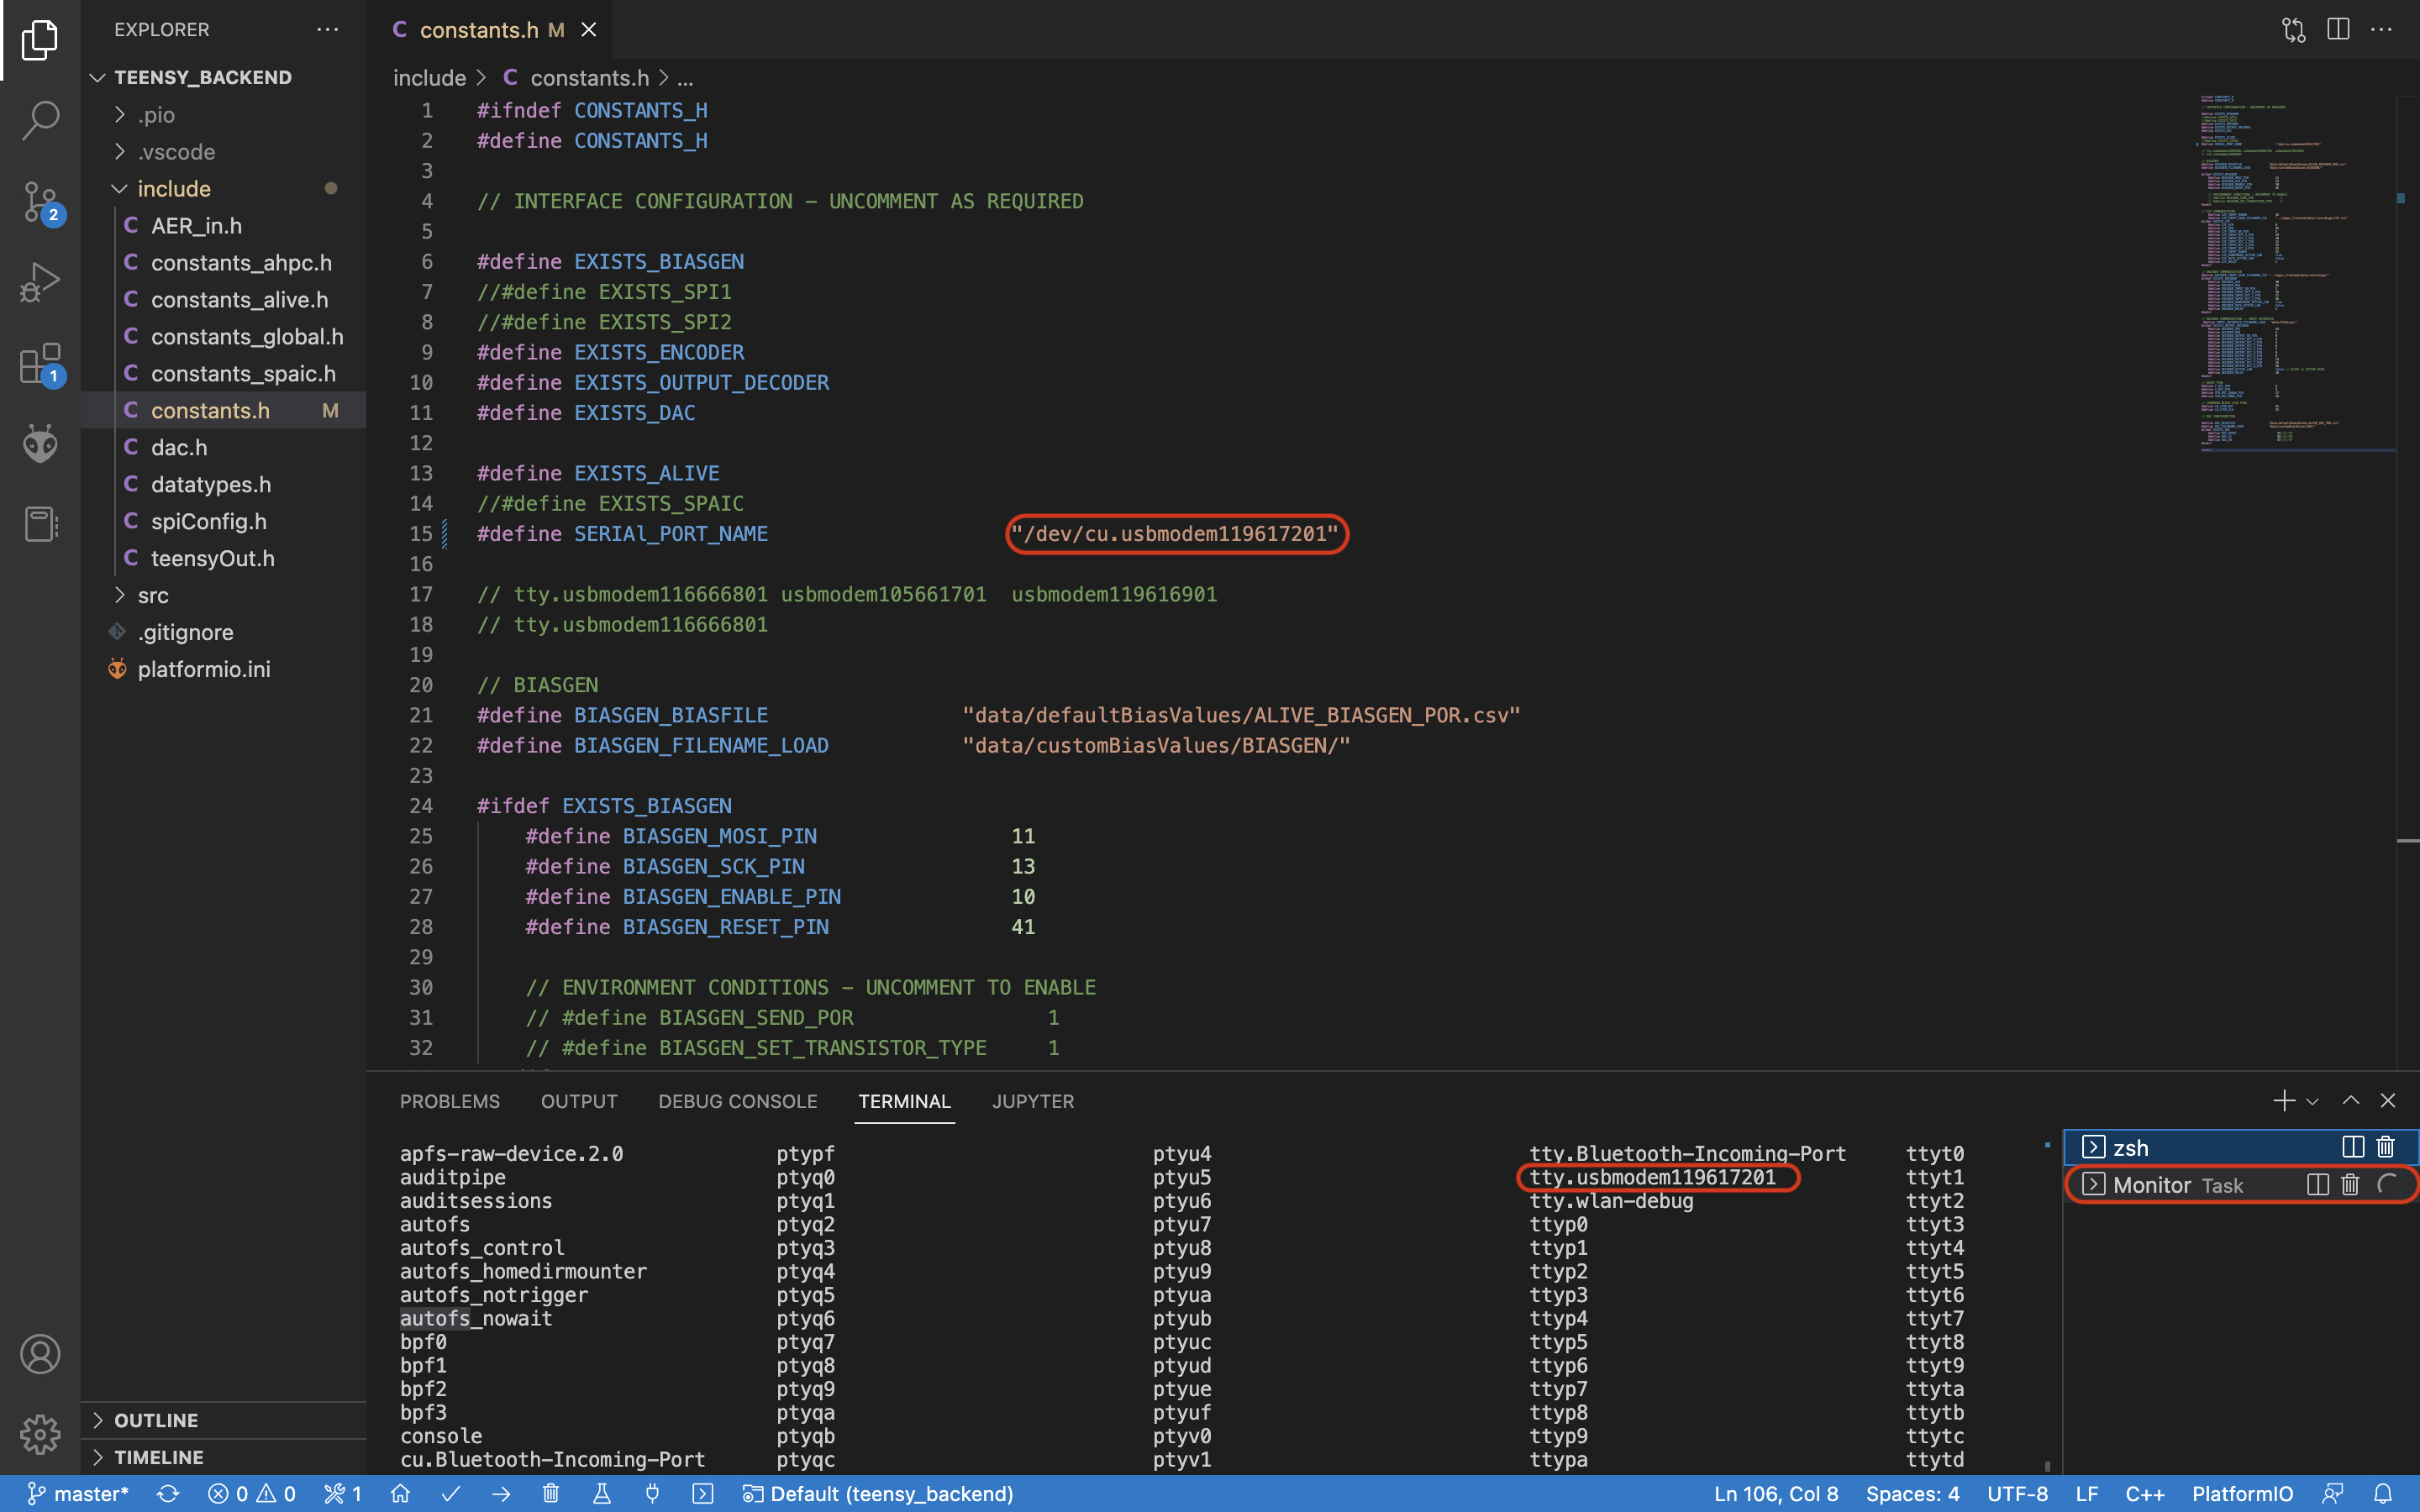 EXPLORER
TEENSY_BACKEND
.pio
.vscode
include
C AER_in.h
C constants_ahpc.h
C constants_alive.h
C constants_global.h
C constants_spaic.h
C constants.h M
C dac.h
C datatypes.h
C spiConfig.h
C teensyOut.h
src
.gitignore
platformio.ini
OUTLINE
TIMELINE
2
1
C constants.h M
include > C constants.h > ...
1 #ifndef CONSTANTS_H
2 #define CONSTANTS_H
3
4 // INTERFACE CONFIGURATION – UNCOMMENT AS REQUIRED
5
6 #define EXISTS_BIASGEN
7 //#define EXISTS_SPI1
8 //#define EXISTS_SPI2
9 #define EXISTS_ENCODER
10 #define EXISTS_OUTPUT_DECODER
11 #define EXISTS_DAC
12
13 #define EXISTS_ALIVE
14 //#define EXISTS_SPAIC
15 #define SERIAl_PORT_NAME "/dev/cu.usbmodem119617201"
16
17 // tty.usbmodem116666801 usbmodem105661701 usbmodem119616901
18 // tty.usbmodem116666801
19
20 // BIASGEN
21 #define BIASGEN_BIASFILE "data/defaultBiasValues/ALIVE_BIASGEN_POR.csv"
22 #define BIASGEN_FILENAME_LOAD "data/customBiasValues/BIASGEN/"
23
24 #ifdef EXISTS_BIASGEN
25 #define BIASGEN_MOSI_PIN 11
26 #define BIASGEN_SCK_PIN 13
27 #define BIASGEN_ENABLE_PIN 10
28 #define BIASGEN_RESET_PIN 41
29
30 // ENVIRONMENT CONDITIONS – UNCOMMENT TO ENABLE
31 // #define BIASGEN_SEND_POR 1
32 // #define BIASGEN_SET_TRANSISTOR_TYPE 1
PROBLEMS OUTPUT DEBUG CONSOLE TERMINAL JUPYTER
apfs-raw-device.2.0 ptypf ptyu4 tty.Bluetooth-Incoming-Port ttyt0
auditpipe ptyq0 ptyu5 tty.usbmodem119617201 ttyt1
auditsessions ptyq1 ptyu6 tty.wlan-debug ttyt2
autofs ptyq2 ptyu7 ttyp0 ttyt3
autofs_control ptyq3 ptyu8 ttyp1 ttyt4
autofs_homedirmounter ptyq4 ptyu9 ttyp2 ttyt5
autofs_notrigger ptyq5 ptyua ttyp3 ttyt6
autofs_nowait ptyq6 ptyub ttyp4 ttyt7
bpf0 ptyq7 ptyuc ttyp5 ttyt8
bpf1 ptyq8 ptyud ttyp6 ttyt9
bpf2 ptyq9 ptyue ttyp7 ttyta
bpf3 ptyqa ptyuf ttyp8 ttytb
console ptyqb ptyv0 ttyp9 ttytc
cu.Bluetooth-Incoming-Port ptyqc ptyv1 ttypa ttytd
zsh
Monitor Task
master* 0 0 1 Default (teensy_backend) Ln 106, Col 8 Spaces: 4 UTF-8 LF C++ PlatformIO